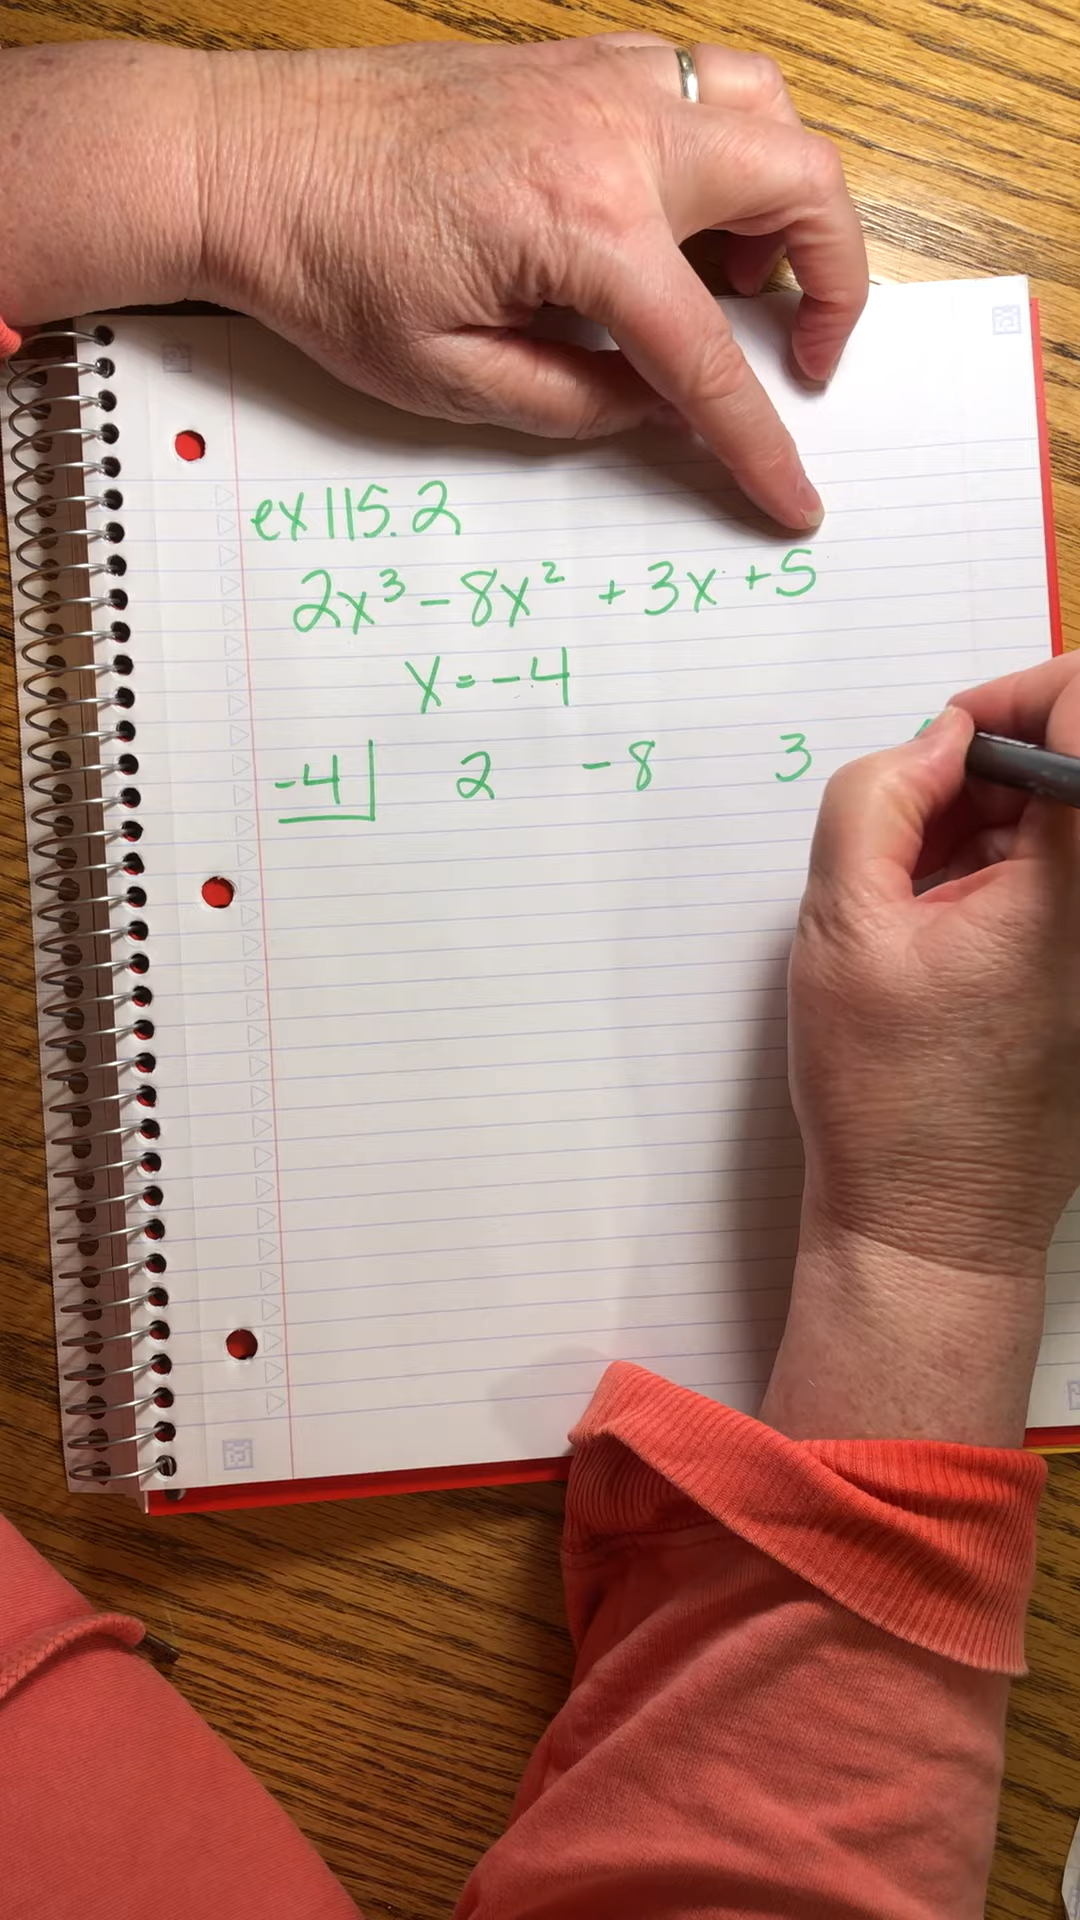 ex 115.2
2x³ - 8x² + 3x + 5
x = -4
-4 2 -8 3